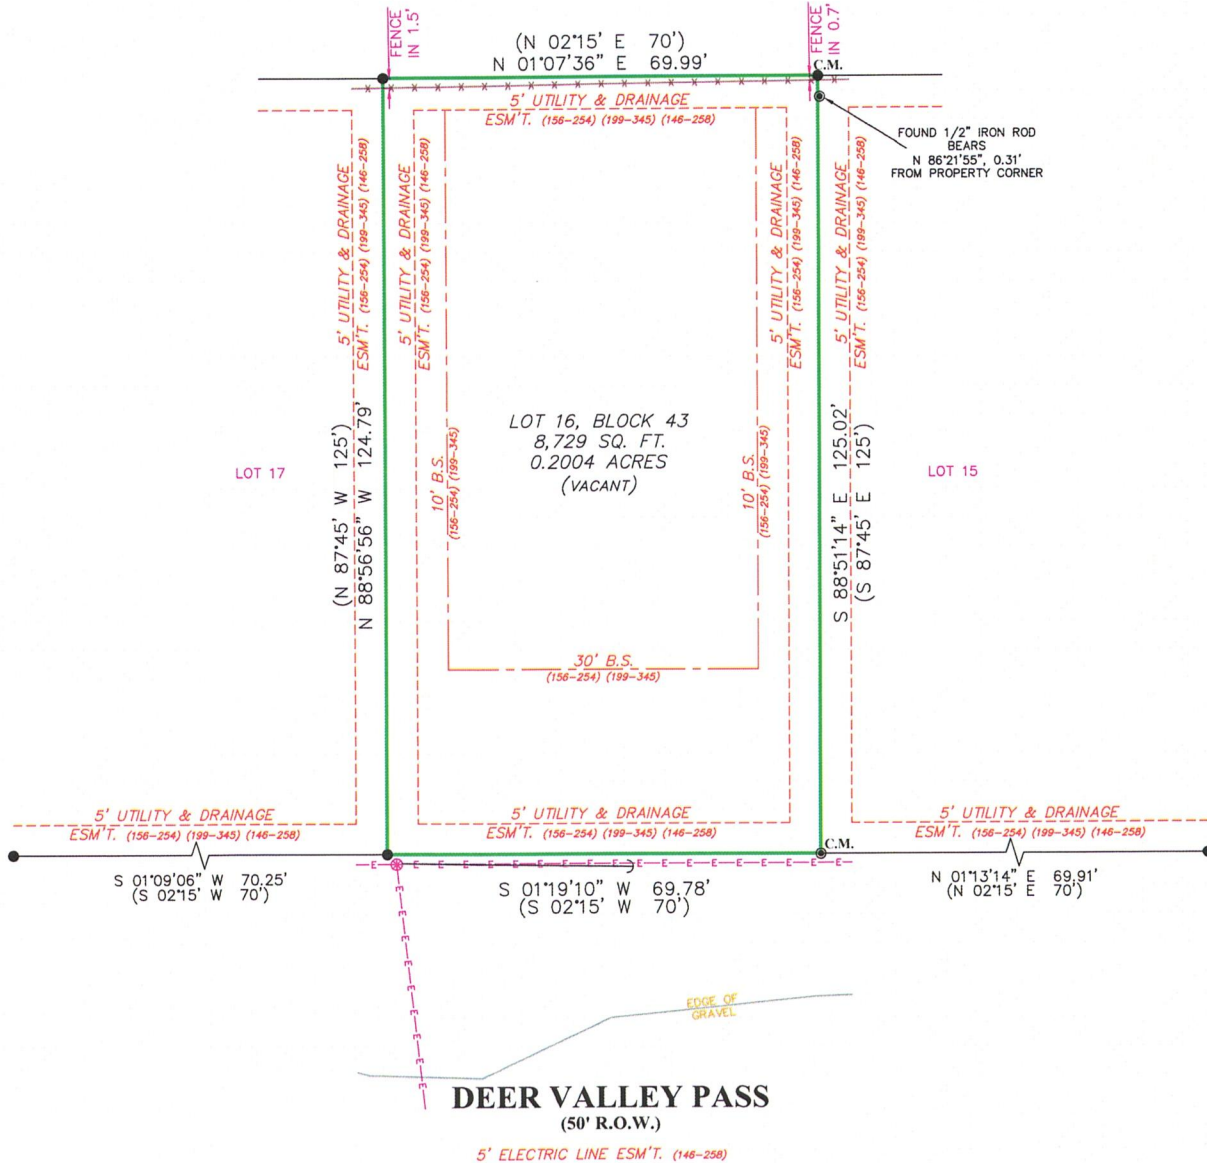 FENCE
IN 1.5'
(N 02°15' E 70')
N 01°07'36" E 69.99'
FENCE
IN 0.7'
C.M.
5' UTILITY & DRAINAGE
ESM'T. (156-254) (199-345) (146-258)
FOUND 1/2" IRON ROD
BEARS
N 86°21'55", 0.31'
FROM PROPERTY CORNER
5' UTILITY & DRAINAGE
ESM'T. (156-254) (199-345) (146-258)
5' UTILITY & DRAINAGE
ESM'T. (156-254) (199-345) (146-258)
5' UTILITY & DRAINAGE
ESM'T. (156-254) (199-345) (146-258)
5' UTILITY & DRAINAGE
ESM'T. (156-254) (199-345) (146-258)
LOT 17
(N 87°45' W 125')
N 88°56'56" W 124.79'
10' B.S.
(156-254) (199-345)
LOT 16, BLOCK 43
8,729 SQ. FT.
0.2004 ACRES
(VACANT)
10' B.S.
(156-254) (199-345)
S 88°51'14" E 125.02'
(S 87°45' E 125')
LOT 15
30' B.S.
(156-254) (199-345)
5' UTILITY & DRAINAGE
ESM'T. (156-254) (199-345) (146-258)
5' UTILITY & DRAINAGE
ESM'T. (156-254) (199-345) (146-258)
5' UTILITY & DRAINAGE
ESM'T. (156-254) (199-345) (146-258)
C.M.
E E E E E E E E E E E E E E
S 01°09'06" W 70.25'
(S 02°15' W 70')
S 01°19'10" W 69.78'
(S 02°15' W 70')
N 01°13'14" E 69.91'
(N 02°15' E 70')
EDGE OF
GRAVEL
DEER VALLEY PASS
(50' R.O.W.)
5' ELECTRIC LINE ESM'T. (146-258)